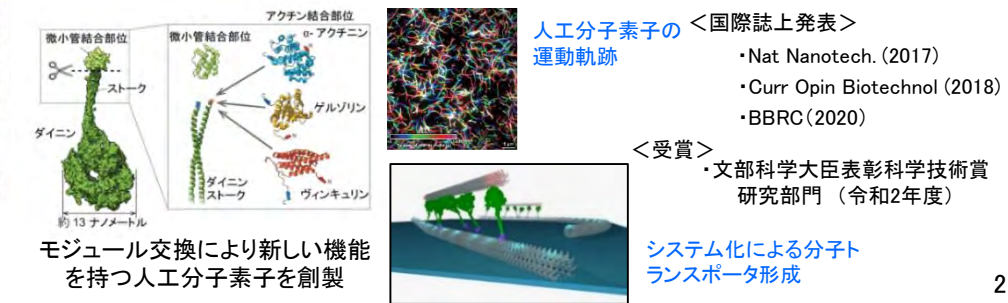 アクチン結合部位
微小管結合部位
微小管結合部位
α- アクチニン
ストーク
ゲルゾリン
ダイニン
ダイニン
ストーク
ヴィンキュリン
約 13 ナノメートル
モジュール交換により新しい機能
を持つ人工分子素子を創製
人工分子素子の
運動軌跡
＜国際誌上発表＞
・Nat Nanotech. (2017)
・Curr Opin Biotechnol (2018)
・BBRC(2020)
＜受賞＞
・文部科学大臣表彰科学技術賞
研究部門 （令和2年度）
システム化による分子ト
ランスポータ形成
2